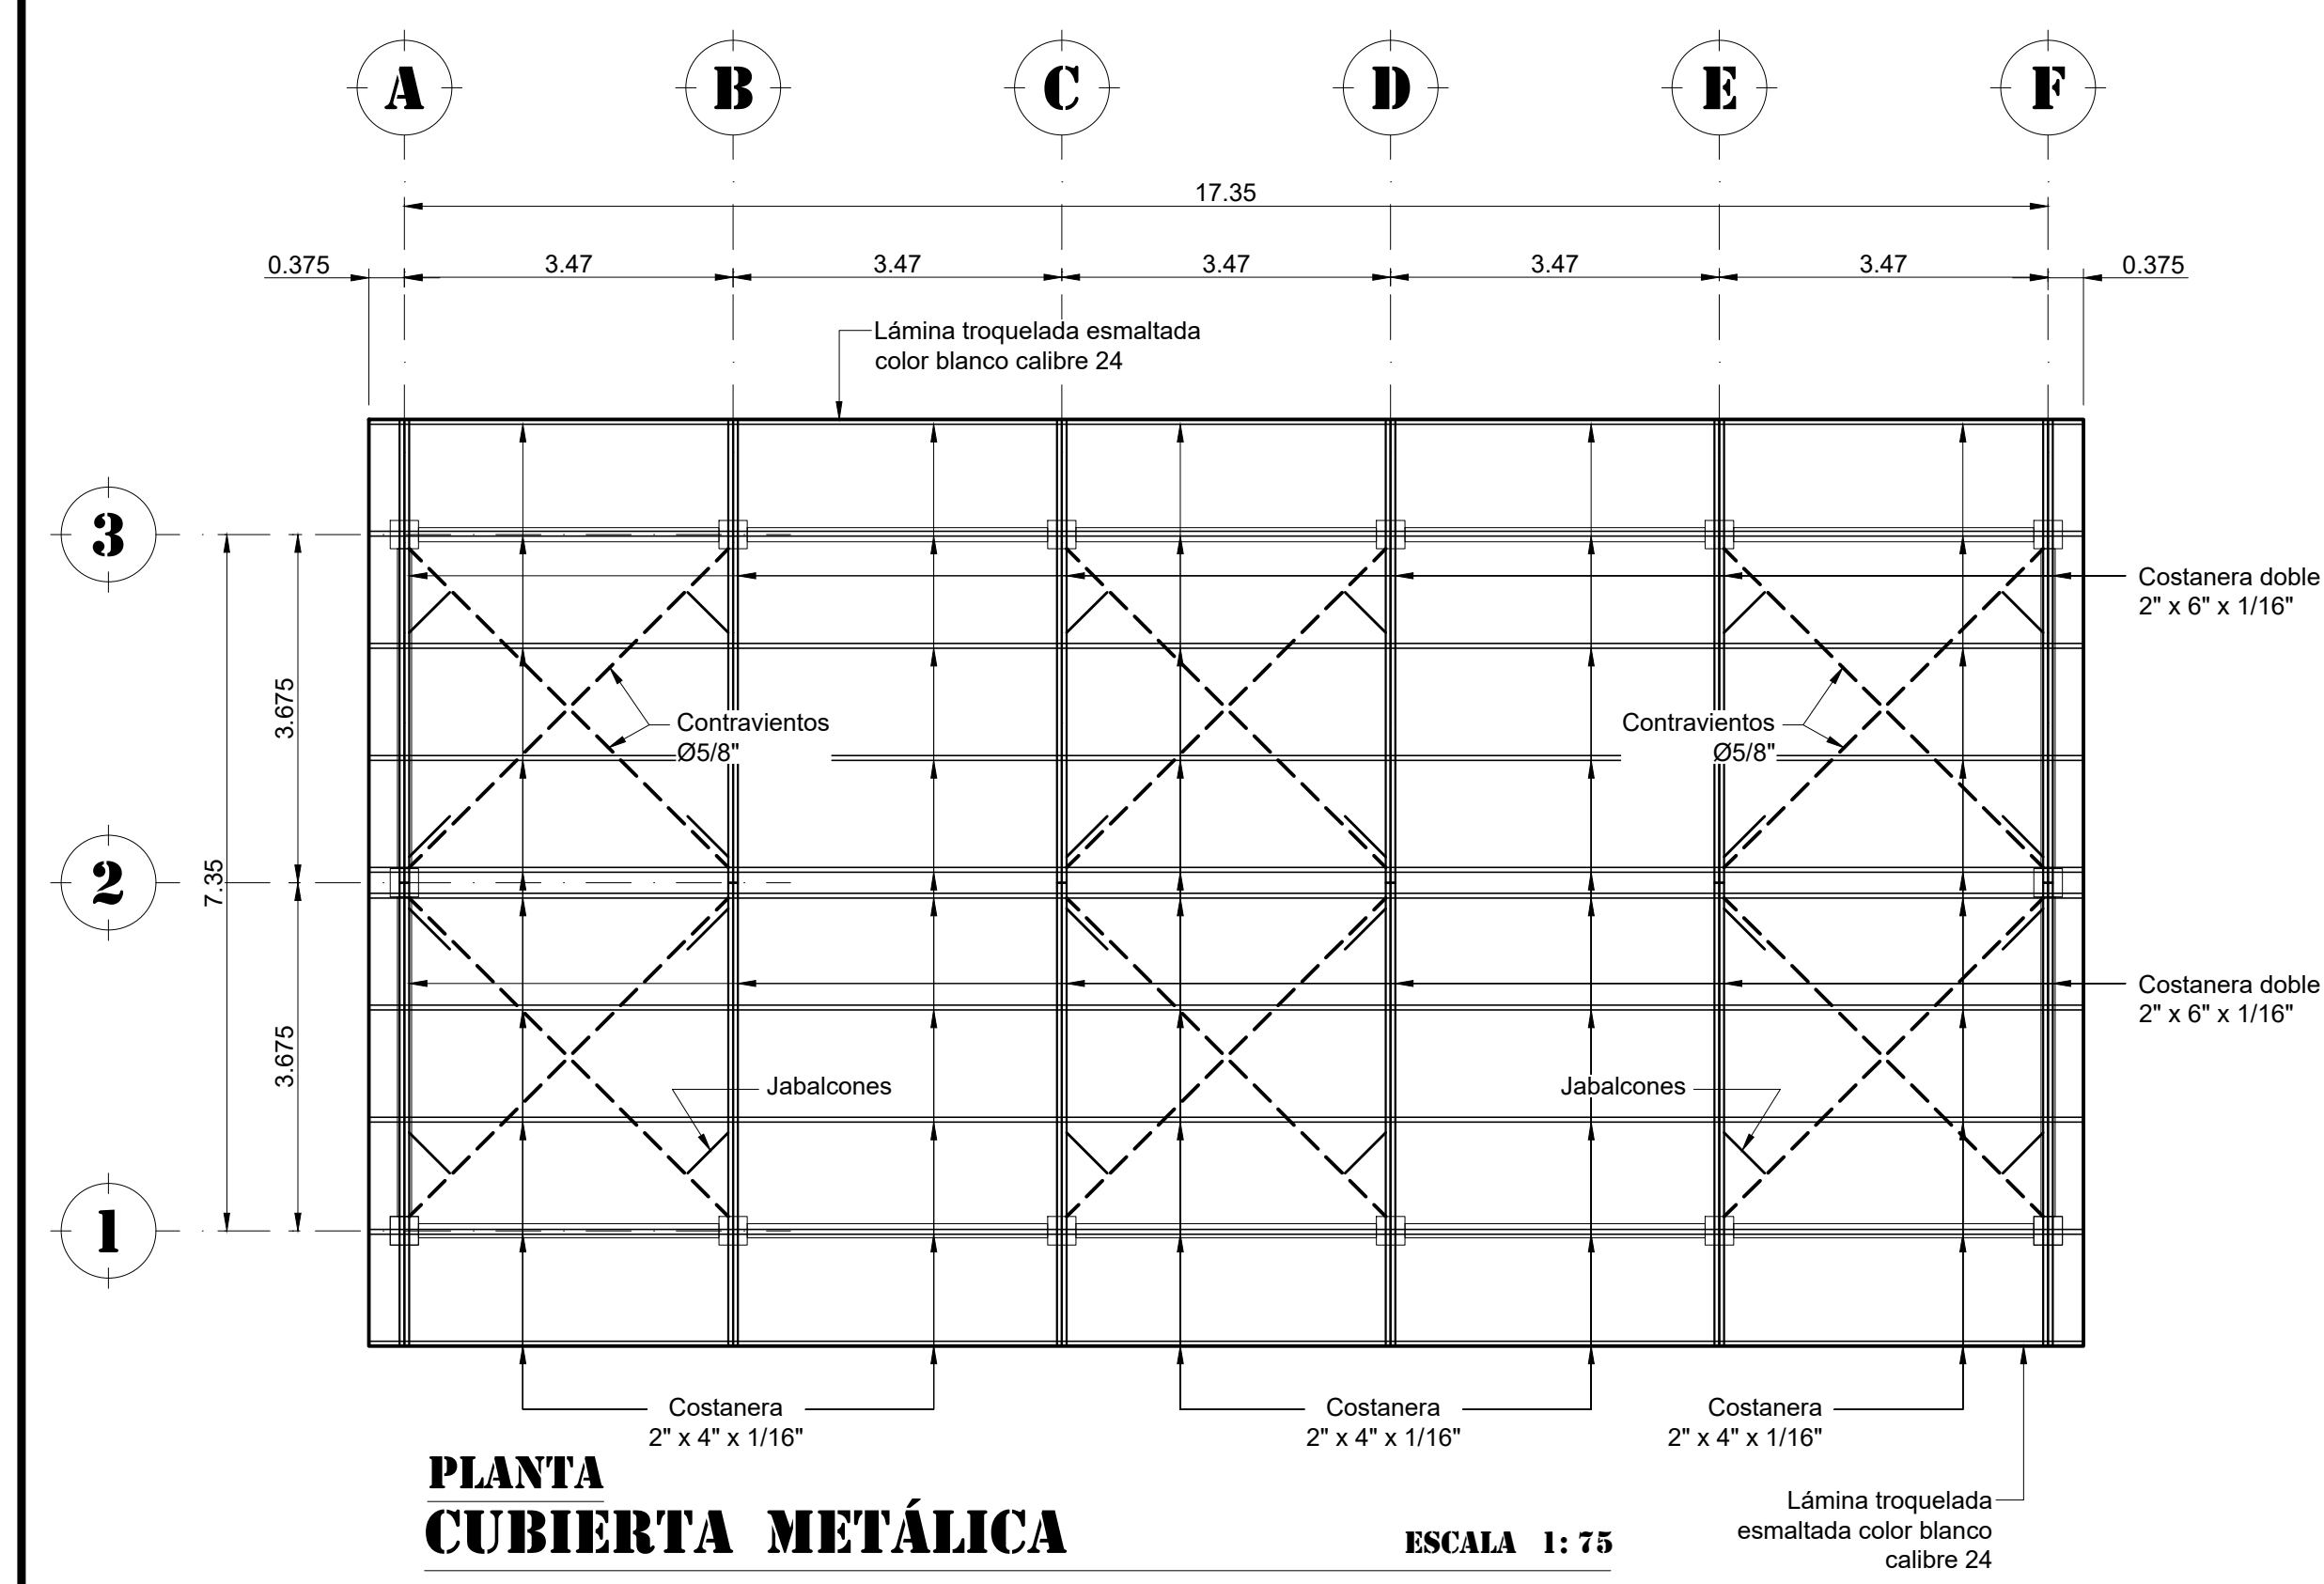 A B C D E F
17.35
0.375 3.47 3.47 3.47 3.47 3.47 0.375
Lámina troquelada esmaltada
color blanco calibre 24
3
Costanera doble
2" x 6" x 1/16"
3.675
Contravientos
Ø5/8"
Contravientos
Ø5/8"
2
7.35
Costanera doble
2" x 6" x 1/16"
3.675
Jabalcones
Jabalcones
1
Costanera
2" x 4" x 1/16"
Costanera
2" x 4" x 1/16"
Costanera
2" x 4" x 1/16"
PLANTA
CUBIERTA METÁLICA
ESCALA 1:75
Lámina troquelada
esmaltada color blanco
calibre 24